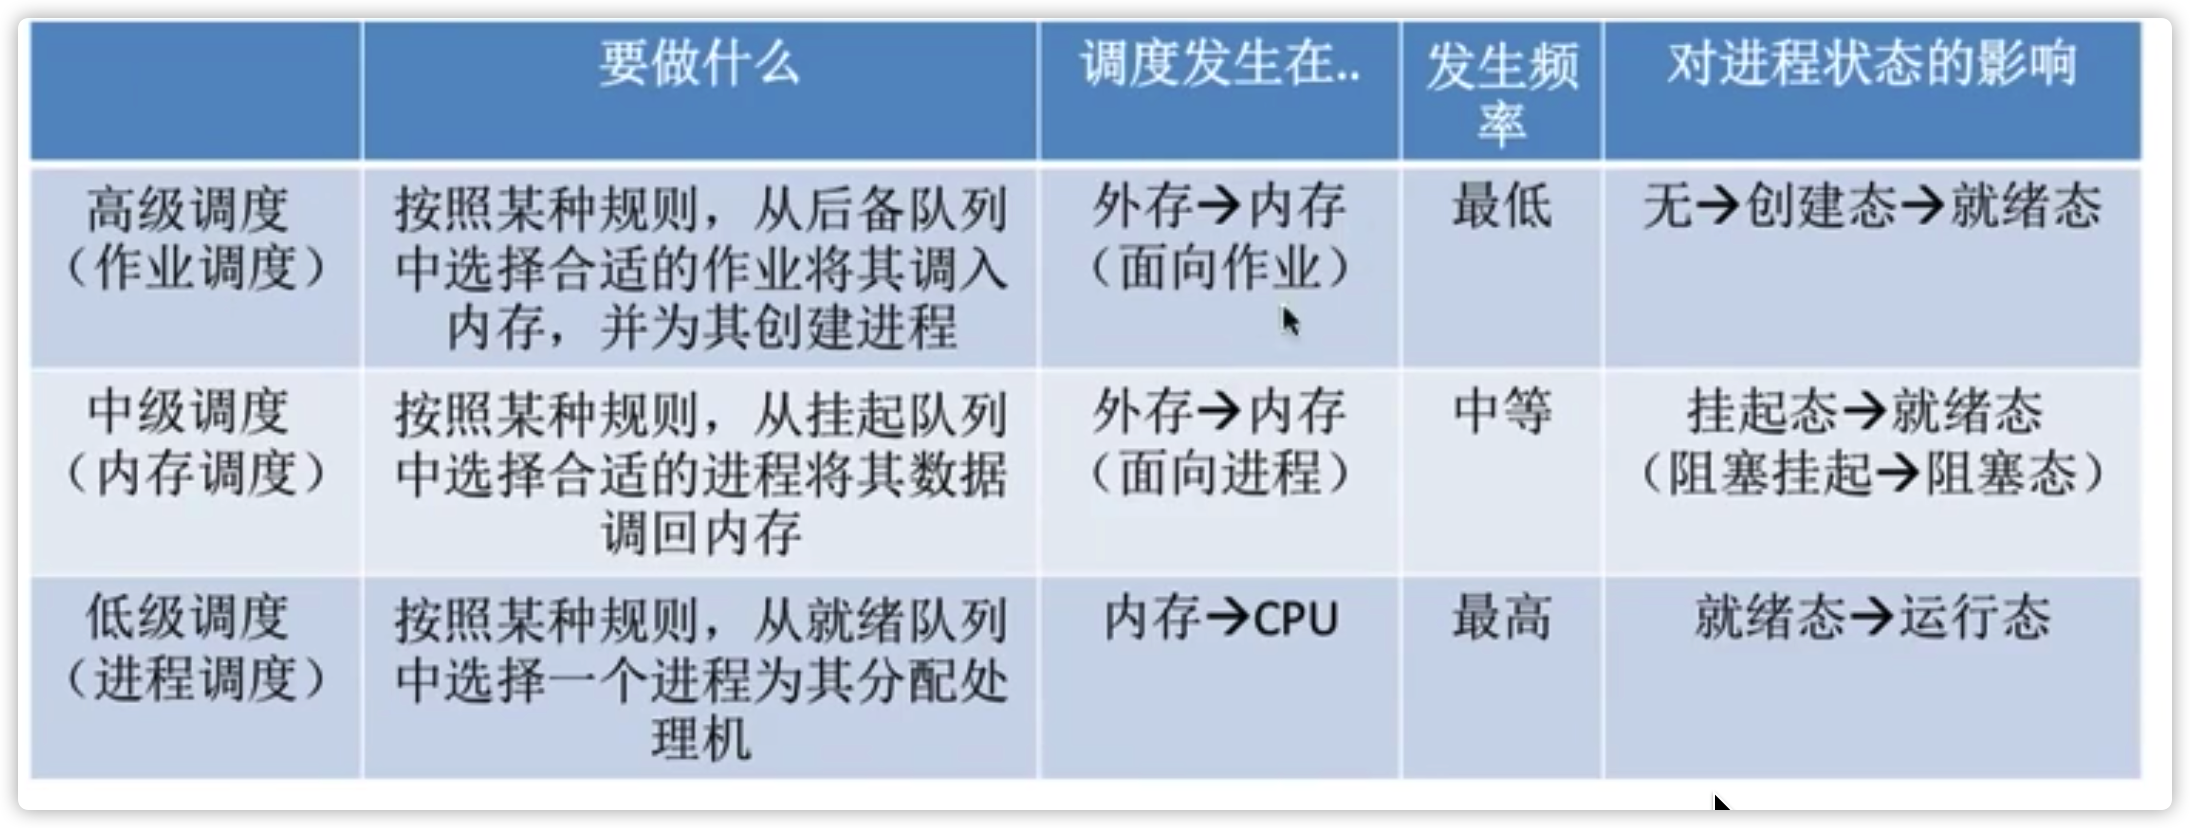 要做什么
调度发生在..
发生频
率
对进程状态的影响
高级调度
（作业调度）
按照某种规则，从后备队列
中选择合适的作业将其调入
内存，并为其创建进程
外存→内存
（面向作业）
最低
无→创建态→就绪态
中级调度
（内存调度）
按照某种规则，从挂起队列
中选择合适的进程将其数据
调回内存
外存→内存
（面向进程）
中等
挂起态→就绪态
（阻塞挂起→阻塞态）
低级调度
（进程调度）
按照某种规则，从就绪队列
中选择一个进程为其分配处
理机
内存→CPU
最高
就绪态→运行态